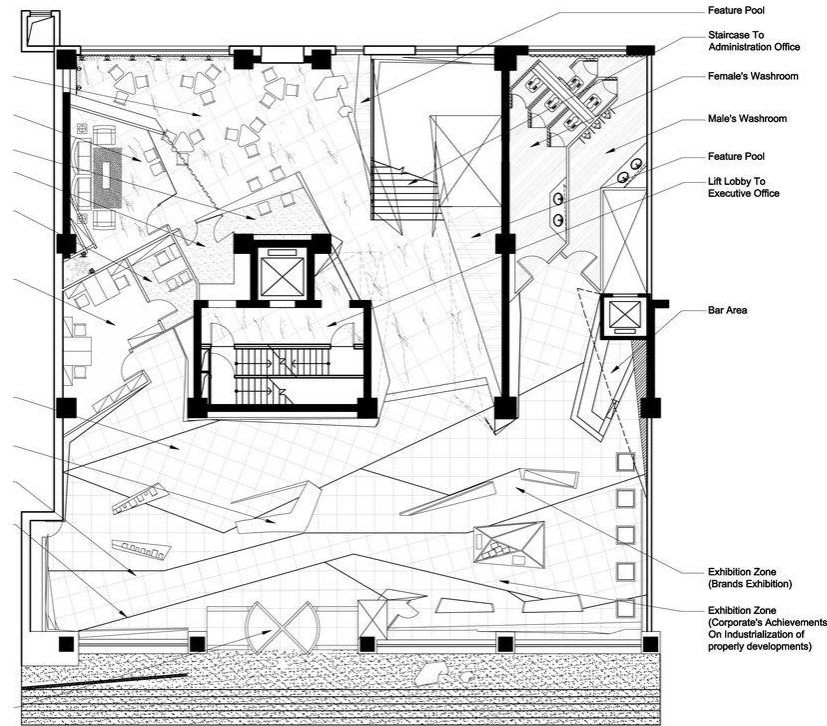 Feature Pool
Staircase To
Administration Office
Female's Washroom
Male's Washroom
Feature Pool
Lift Lobby To
Executive Office
Bar Area
Exhibition Zone
(Brands Exhibition)
Exhibition Zone
(Corporate's Achievements
On Industrialization of
properly developments)